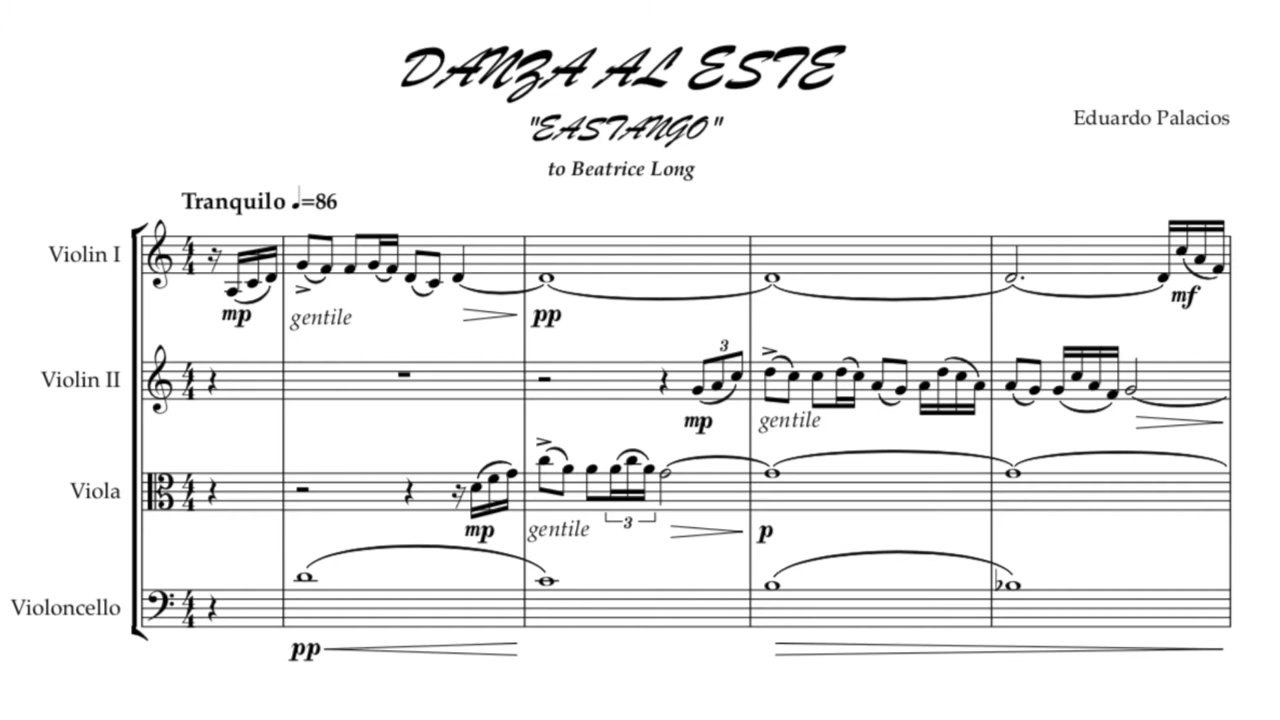 DANZA AL ESTE
"EASTANGO"
Eduardo Palacios
to Beatrice Long
Tranquilo ♩=86
Violin I
mp
gentile
pp
mf
Violin II
3
mp
gentile
Viola
mp
gentile
3
p
Violoncello
pp